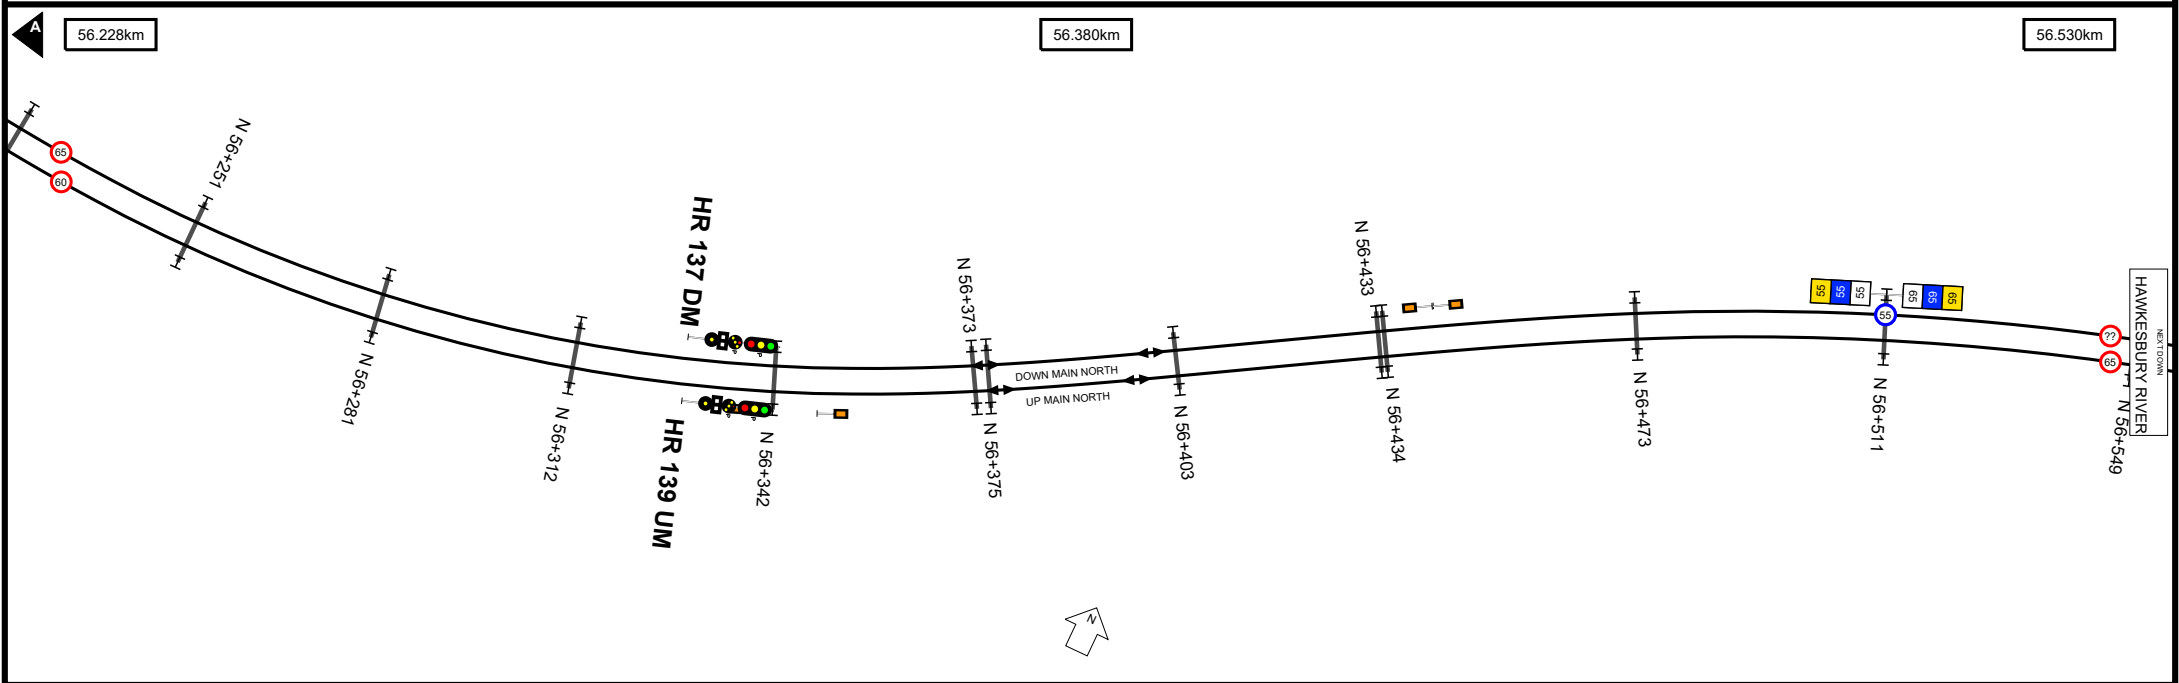 A
56.228km
56.380km
56.530km
65
60
N 56+251
N 56+281
N 56+312
HR 137 DM
HR 139 UM
N 56+342
N 56+373
N 56+375
DOWN MAIN NORTH
UP MAIN NORTH
N 56+403
N 56+433
N 56+434
N 56+473
55 55 55
65 65 65
55
N 56+511
??
65
HAWKESBURY RIVER
NEXT DOWN
N 56+549
P
P
P
P
N